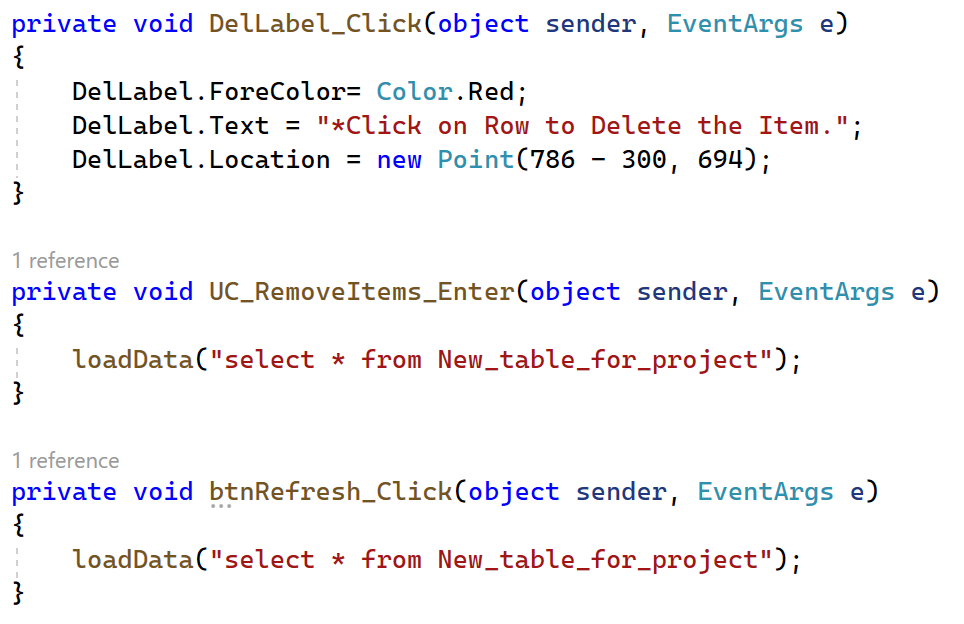 private void DelLabel_Click(object sender, EventArgs e)
{
    DelLabel.ForeColor= Color.Red;
    DelLabel.Text = "*Click on Row to Delete the Item.";
    DelLabel.Location = new Point(786 - 300, 694);
}
1 reference
private void UC_RemoveItems_Enter(object sender, EventArgs e)
{
    loadData("select * from New_table_for_project");
}
1 reference
private void btnRefresh_Click(object sender, EventArgs e)
{
    loadData("select * from New_table_for_project");
}